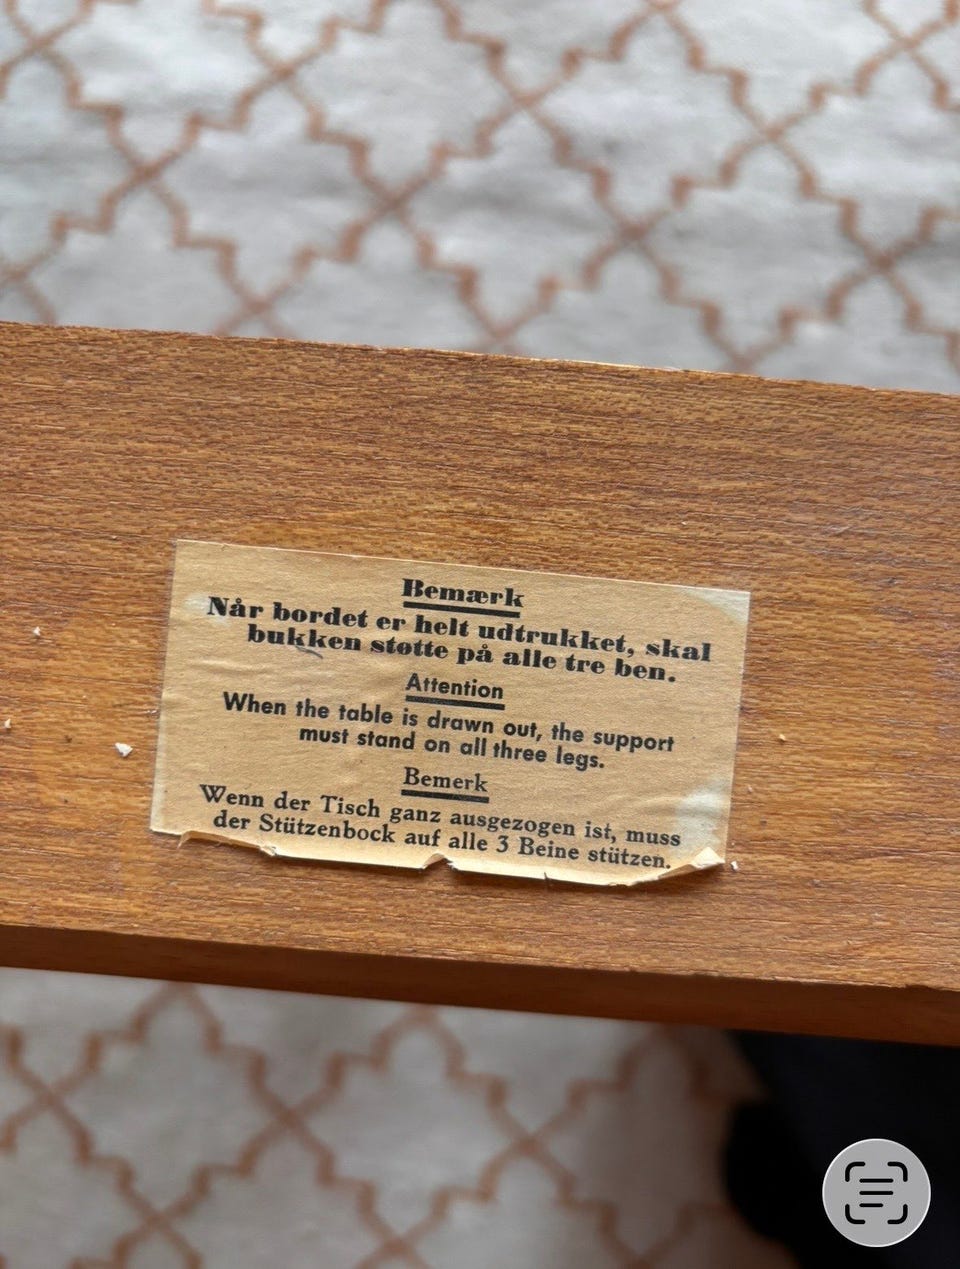 Bemærk
Når bordet er helt udtrukket, skal
bukken støtte på alle tre ben.
Attention
When the table is drawn out, the support
must stand on all three legs.
Bemerk
Wenn der Tisch ganz ausgezogen ist, muss
der Stützenbock auf alle 3 Beine stützen.